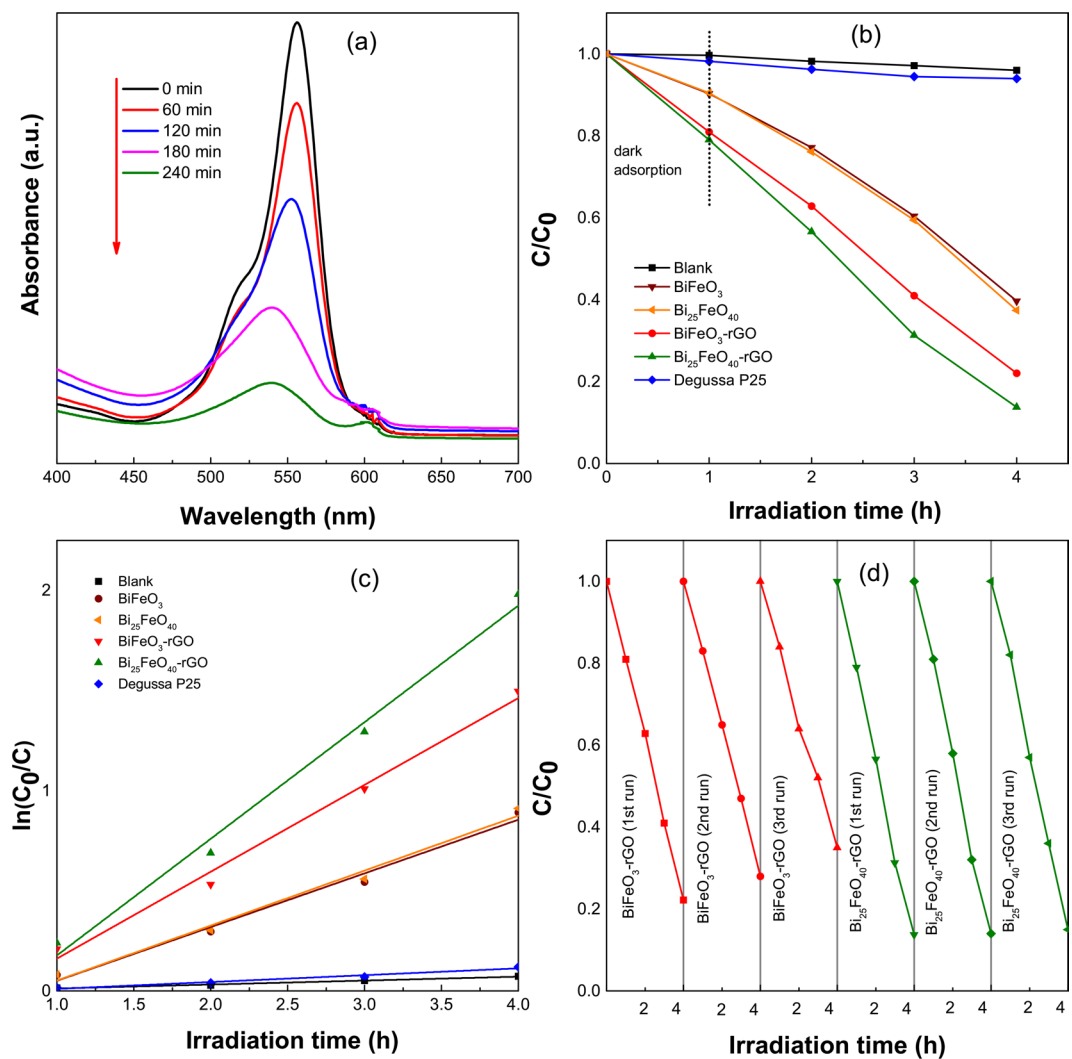 (a)
0 min
60 min
120 min
180 min
240 min
Absorbance (a.u.)
400 450 500 550 600 650 700
Wavelength (nm)
(b)
1.0
0.8
0.6
0.4
0.2
0.0
dark
adsorption
Blank
BiFeO₃
Bi₂₅FeO₄₀
BiFeO₃-rGO
Bi₂₅FeO₄₀-rGO
Degussa P25
C/C₀
0 1 2 3 4
Irradiation time (h)
(c)
2
1
0
Blank
BiFeO₃
Bi₂₅FeO₄₀
BiFeO₃-rGO
Bi₂₅FeO₄₀-rGO
Degussa P25
ln(C₀/C)
1.0 1.5 2.0 2.5 3.0 3.5 4.0
Irradiation time (h)
(d)
1.0
0.8
0.6
0.4
0.2
0.0
C/C₀
BiFeO₃-rGO (1st run)
BiFeO₃-rGO (2nd run)
BiFeO₃-rGO (3rd run)
Bi₂₅FeO₄₀-rGO (1st run)
Bi₂₅FeO₄₀-rGO (2nd run)
Bi₂₅FeO₄₀-rGO (3rd run)
2 4 2 4 2 4 2 4 2 4 2 4
Irradiation time (h)